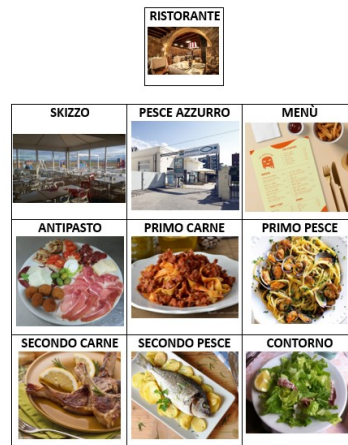 RISTORANTE
SKIZZO
PESCE AZZURRO
MENÙ
ANTIPASTO
PRIMO CARNE
PRIMO PESCE
SECONDO CARNE
SECONDO PESCE
CONTORNO